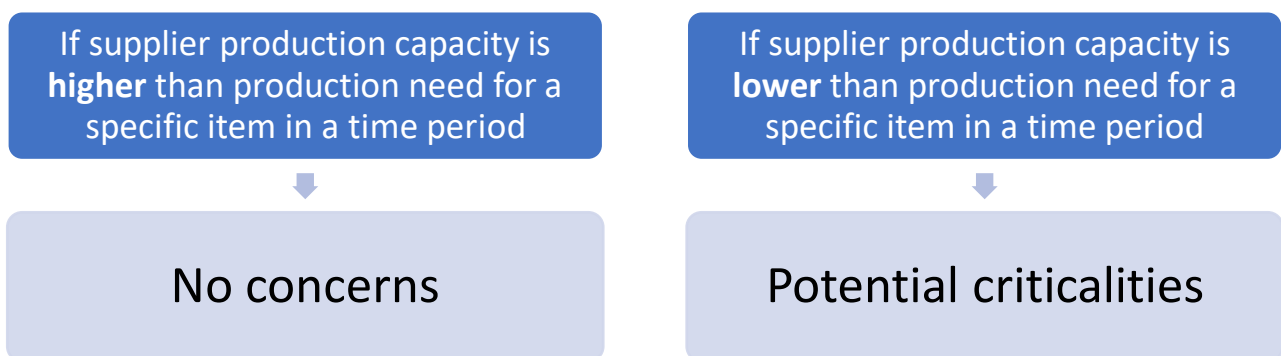 If supplier production capacity is
higher than production need for a
specific item in a time period
No concerns
If supplier production capacity is
lower than production need for a
specific item in a time period
Potential criticalities